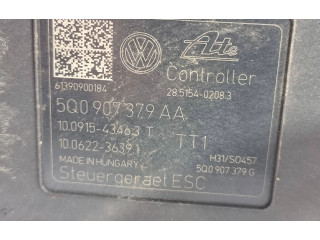 Ate
Controller
28.5154-0208.3
61390900184
5Q0 907 379 AA
10.0915-4346.3 T
TT1
10.0622-3639.1
H31/S0457
MADE IN HUNGARY
5Q0 907 379 G
Steuergeraet ESC